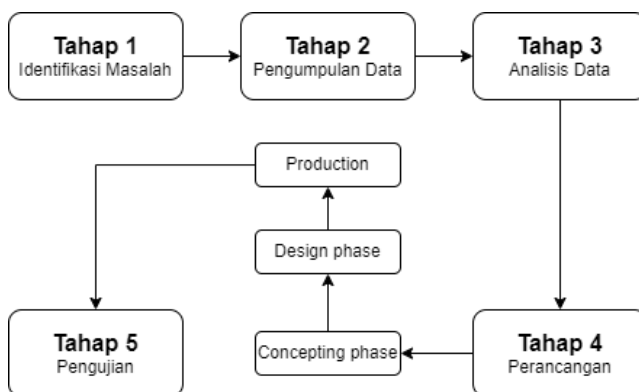 Tahap 1
Identifikasi Masalah
Tahap 2
Pengumpulan Data
Tahap 3
Analisis Data
Production
Design phase
Tahap 5
Pengujian
Concepting phase
Tahap 4
Perancangan